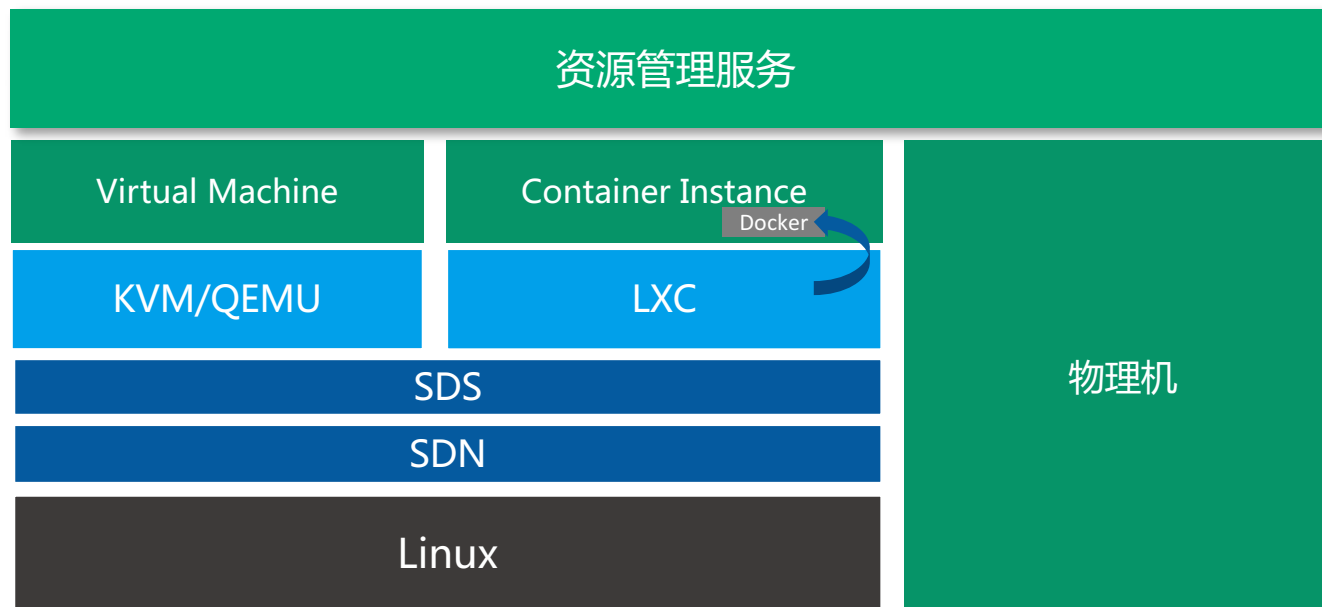 资源管理服务
Virtual Machine
Container Instance
Docker
KVM/QEMU
LXC
SDS
SDN
Linux
物理机